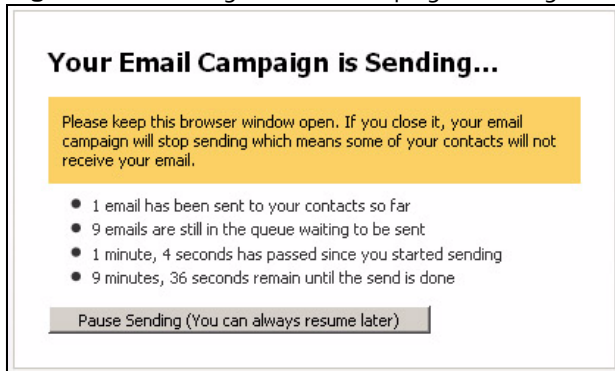 Your Email Campaign is Sending...
Please keep this browser window open. If you close it, your email
campaign will stop sending which means some of your contacts will not
receive your email.
1 email has been sent to your contacts so far
9 emails are still in the queue waiting to be sent
1 minute, 4 seconds has passed since you started sending
9 minutes, 36 seconds remain until the send is done
Pause Sending (You can always resume later)